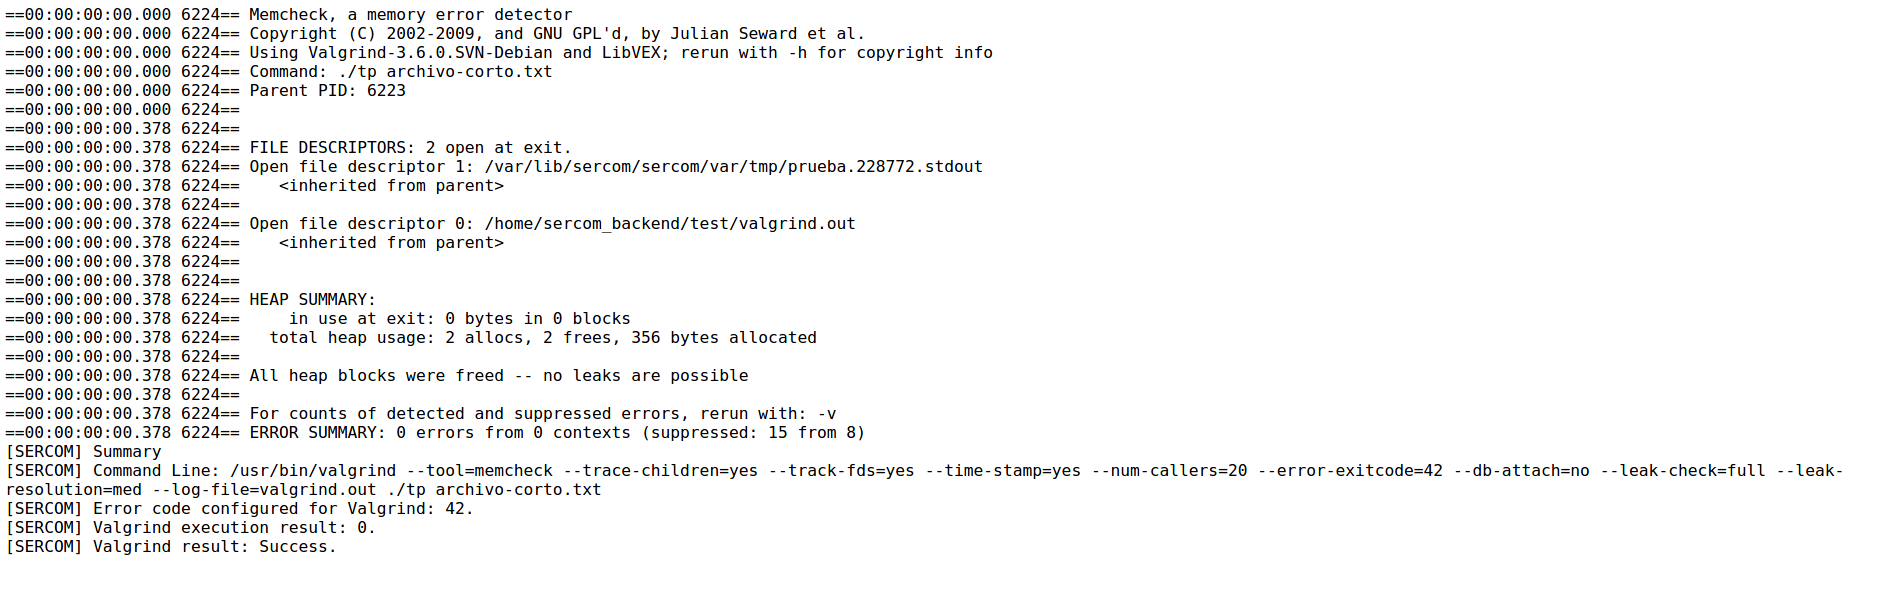 ==00:00:00:00.000 6224== Memcheck, a memory error detector
==00:00:00:00.000 6224== Copyright (C) 2002-2009, and GNU GPL'd, by Julian Seward et al.
==00:00:00:00.000 6224== Using Valgrind-3.6.0.SVN-Debian and LibVEX; rerun with -h for copyright info
==00:00:00:00.000 6224== Command: ./tp archivo-corto.txt
==00:00:00:00.000 6224== Parent PID: 6223
==00:00:00:00.000 6224==
==00:00:00:00.378 6224==
==00:00:00:00.378 6224== FILE DESCRIPTORS: 2 open at exit.
==00:00:00:00.378 6224== Open file descriptor 1: /var/lib/sercom/sercom/var/tmp/prueba.228772.stdout
==00:00:00:00.378 6224==    <inherited from parent>
==00:00:00:00.378 6224==
==00:00:00:00.378 6224== Open file descriptor 0: /home/sercom_backend/test/valgrind.out
==00:00:00:00.378 6224==    <inherited from parent>
==00:00:00:00.378 6224==
==00:00:00:00.378 6224==
==00:00:00:00.378 6224== HEAP SUMMARY:
==00:00:00:00.378 6224==     in use at exit: 0 bytes in 0 blocks
==00:00:00:00.378 6224==   total heap usage: 2 allocs, 2 frees, 356 bytes allocated
==00:00:00:00.378 6224==
==00:00:00:00.378 6224== All heap blocks were freed -- no leaks are possible
==00:00:00:00.378 6224==
==00:00:00:00.378 6224== For counts of detected and suppressed errors, rerun with: -v
==00:00:00:00.378 6224== ERROR SUMMARY: 0 errors from 0 contexts (suppressed: 15 from 8)
[SERCOM] Summary
[SERCOM] Command Line: /usr/bin/valgrind --tool=memcheck --trace-children=yes --track-fds=yes --time-stamp=yes --num-callers=20 --error-exitcode=42 --db-attach=no --leak-check=full --leak-
resolution=med --log-file=valgrind.out ./tp archivo-corto.txt
[SERCOM] Error code configured for Valgrind: 42.
[SERCOM] Valgrind execution result: 0.
[SERCOM] Valgrind result: Success.